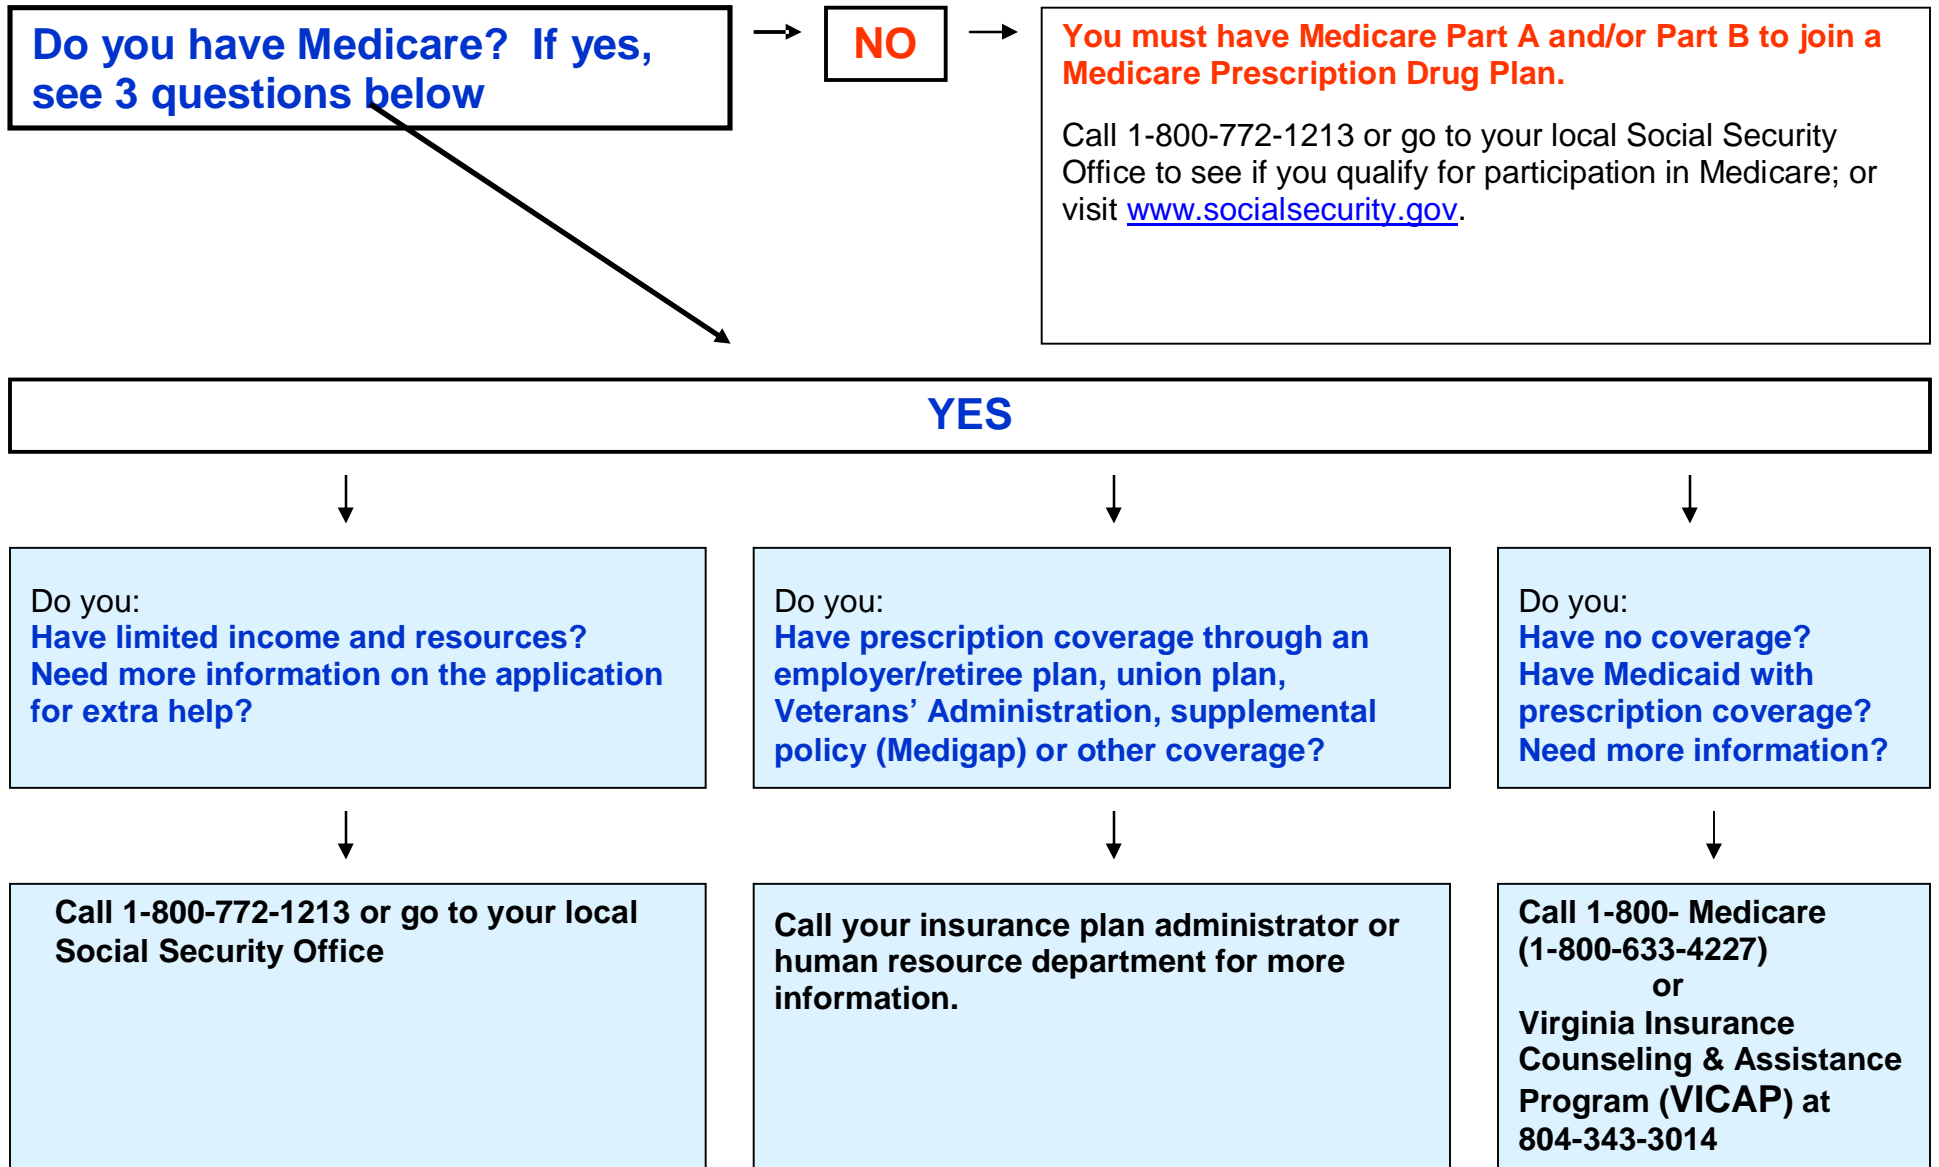 Do you have Medicare?  If yes,
see 3 questions below
NO
You must have Medicare Part A and/or Part B to join a
Medicare Prescription Drug Plan.
Call 1-800-772-1213 or go to your local Social Security
Office to see if you qualify for participation in Medicare; or
visit www.socialsecurity.gov.
YES
Do you:
Have limited income and resources?
Need more information on the application
for extra help?
Do you:
Have prescription coverage through an
employer/retiree plan, union plan,
Veterans’ Administration, supplemental
policy (Medigap) or other coverage?
Do you:
Have no coverage?
Have Medicaid with
prescription coverage?
Need more information?
Call 1-800-772-1213 or go to your local
Social Security Office
Call your insurance plan administrator or
human resource department for more
information.
Call 1-800- Medicare
(1-800-633-4227)
or
Virginia Insurance
Counseling & Assistance
Program (VICAP) at
804-343-3014